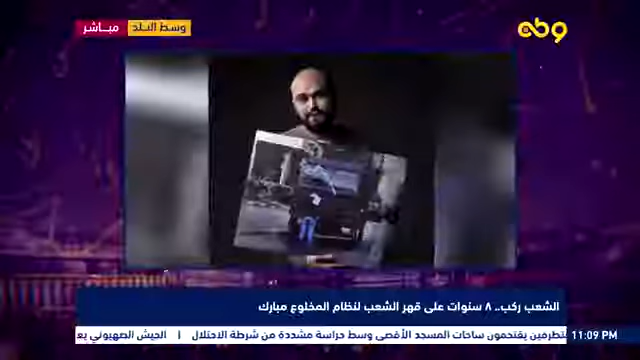 مباشر
وسط البلد
وطن
الشعب ركب.. ٨ سنوات على قهر الشعب لنظام المخلوع مبارك
تطرفين يقتحمون ساحات المسجد الأقصى وسط حراسة مشددة من شرطة الاحتلال الجيش الصهيوني يع
11:09 PM